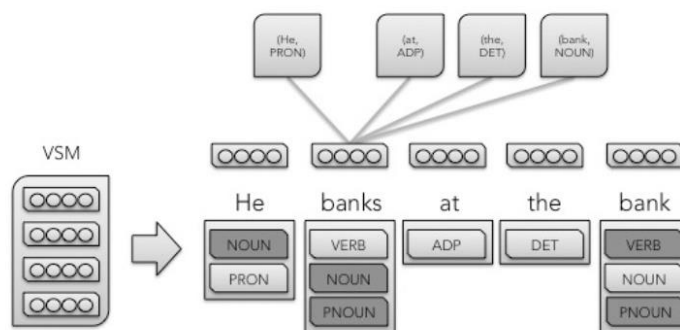 (He,
PRON)
(at,
ADP)
(the,
DET)
(bank,
NOUN)
VSM
He banks at the bank
NOUN VERB ADP DET VERB
PRON NOUN NOUN
PNOUN PNOUN